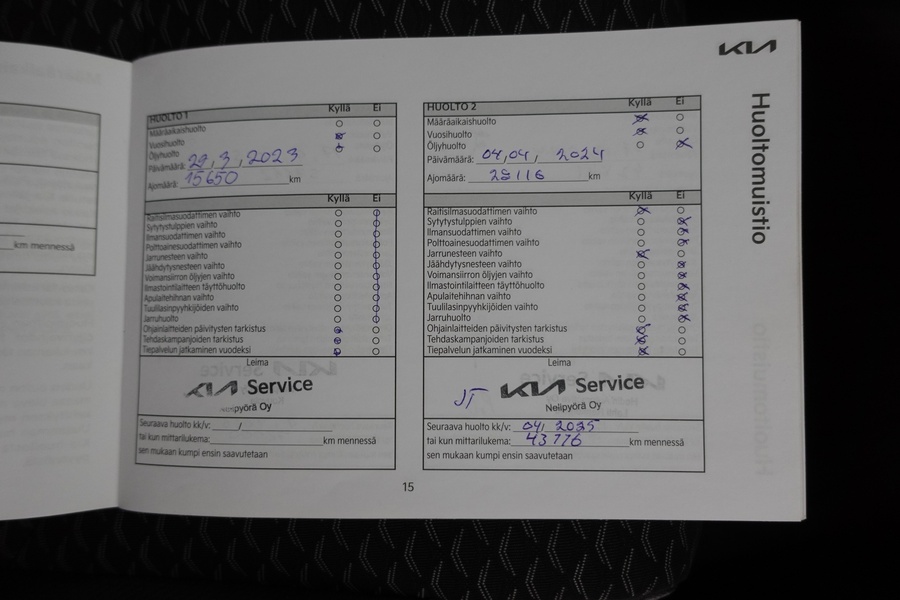 km mennessä
KIA
Huoltomuistio
HUOLTO 1 Kyllä Ei
Määräaikaishuolto
Vuosihuolto
Öljyhuolto
Päivämäärä: 29,3,2023
Ajomäärä: 15650 km
Kyllä Ei
Raitisilmasuodattimen vaihto
Sytytystulppien vaihto
Ilmansuodattimen vaihto
Polttoainesuodattimen vaihto
Jarrunesteen vaihto
Jäähdytysnesteen vaihto
Voimansiirron öljyjen vaihto
Ilmastointilaitteen täyttöhuolto
Apulaitehihnan vaihto
Tuulilasinpyyhkijöiden vaihto
Jarruhuolto
Ohjainlaitteiden päivitysten tarkistus
Tehdaskampanjoiden tarkistus
Tiepalvelun jatkaminen vuodeksi
Leima
KIA Service
Nelipyörä Oy
Seuraava huolto kk/v: /
tai kun mittarilukema: km mennessä
sen mukaan kumpi ensin saavutetaan
HUOLTO 2 Kyllä Ei
Määräaikaishuolto
Vuosihuolto
Öljyhuolto
Päivämäärä: 04,04, 2024
Ajomäärä: 28116 km
Kyllä Ei
Raitisilmasuodattimen vaihto
Sytytystulppien vaihto
Ilmansuodattimen vaihto
Polttoainesuodattimen vaihto
Jarrunesteen vaihto
Jäähdytysnesteen vaihto
Voimansiirron öljyjen vaihto
Ilmastointilaitteen täyttöhuolto
Apulaitehihnan vaihto
Tuulilasinpyyhkijöiden vaihto
Jarruhuolto
Ohjainlaitteiden päivitysten tarkistus
Tehdaskampanjoiden tarkistus
Tiepalvelun jatkaminen vuodeksi
Leima
JT KIA Service
Nelipyörä Oy
Seuraava huolto kk/v: 04/ 2025
tai kun mittarilukema: 43776 km mennessä
sen mukaan kumpi ensin saavutetaan
15